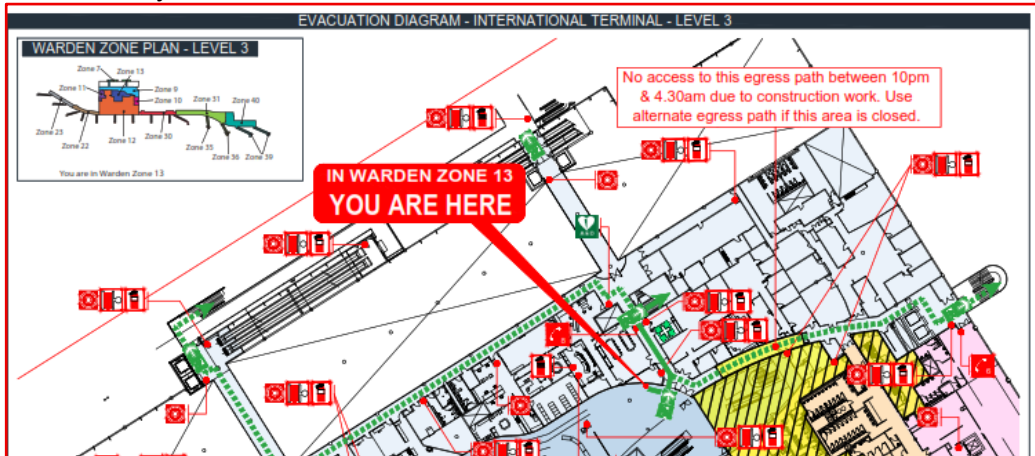 EVACUATION DIAGRAM - INTERNATIONAL TERMINAL - LEVEL 3
WARDEN ZONE PLAN - LEVEL 3
Zone 7
Zone 13
Zone 11
Zone 9
Zone 10
Zone 31
Zone 40
Zone 23
Zone 22
Zone 12
Zone 30
Zone 35
Zone 36
Zone 39
You are in Warden Zone 13
No access to this egress path between 10pm
& 4.30am due to construction work. Use
alternate egress path if this area is closed.
IN WARDEN ZONE 13
YOU ARE HERE